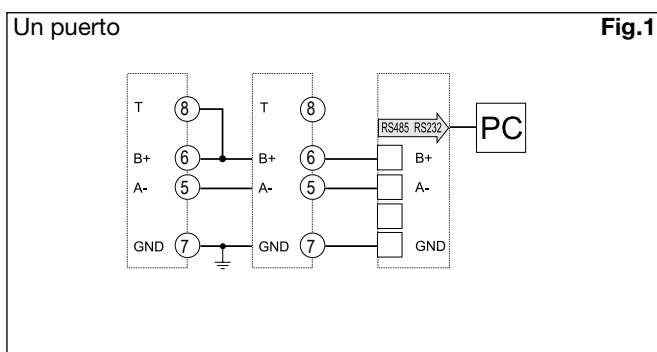 Un puerto Fig.1
T 8 T 8
RS485 RS232 PC
B+ 6 B+ 6 B+
A- 5 A- 5 A-
GND 7 GND 7 GND